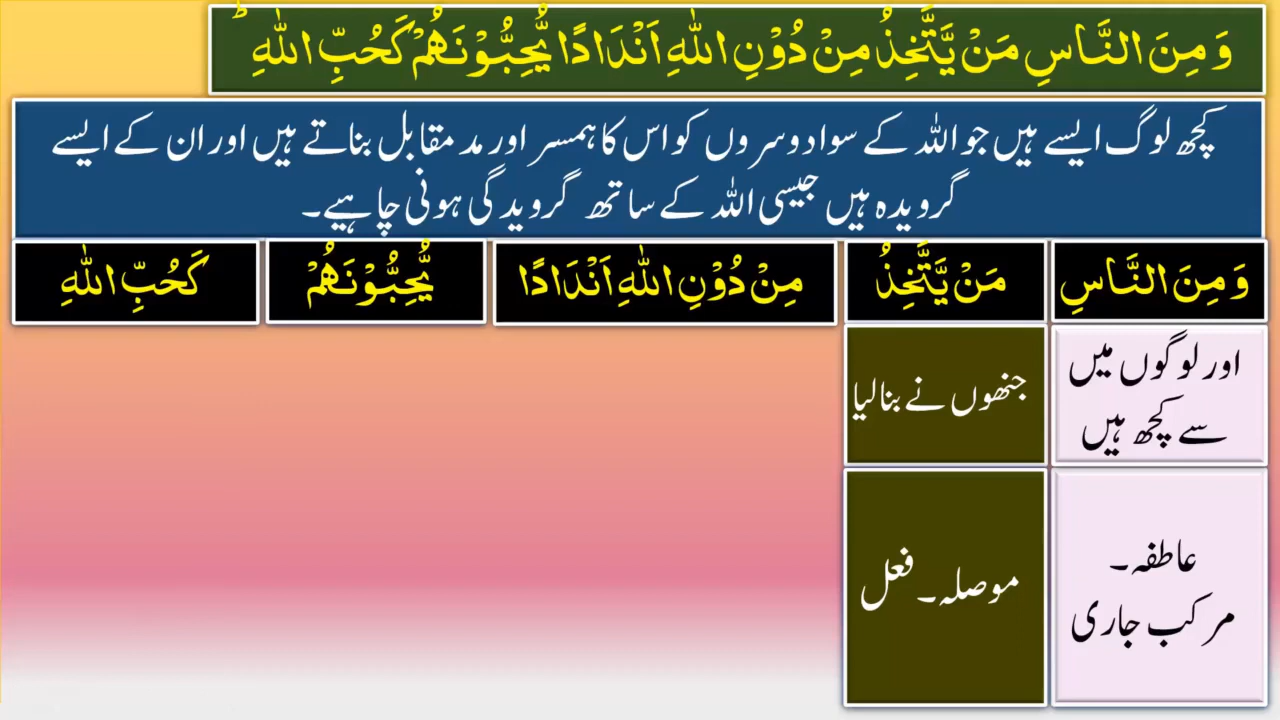 وَ مِنَ النَّاسِ مَنْ یَّتَّخِذُ مِنْ دُوْنِ اللّٰهِ اَنْدَادًا یُّحِبُّوْنَهُمْ كَحُبِّ اللّٰهِؕ
کچھ لوگ ایسے ہیں جو اللہ کے سوا دوسروں کو اس کا ہمسر اور مد مقابل بناتے ہیں اور ان کے ایسے
گرویدہ ہیں جیسی اللہ کے ساتھ گرویدگی ہونی چاہیے۔
وَ مِنَ النَّاسِ
مَنْ یَّتَّخِذُ
مِنْ دُوْنِ اللّٰهِ اَنْدَادًا
یُّحِبُّوْنَهُمْ
كَحُبِّ اللّٰهِ
اور لوگوں میں
سے کچھ ہیں
جنھوں نے بنالیا
عاطفہ۔
مرکب جاری
موصلہ۔ فعل